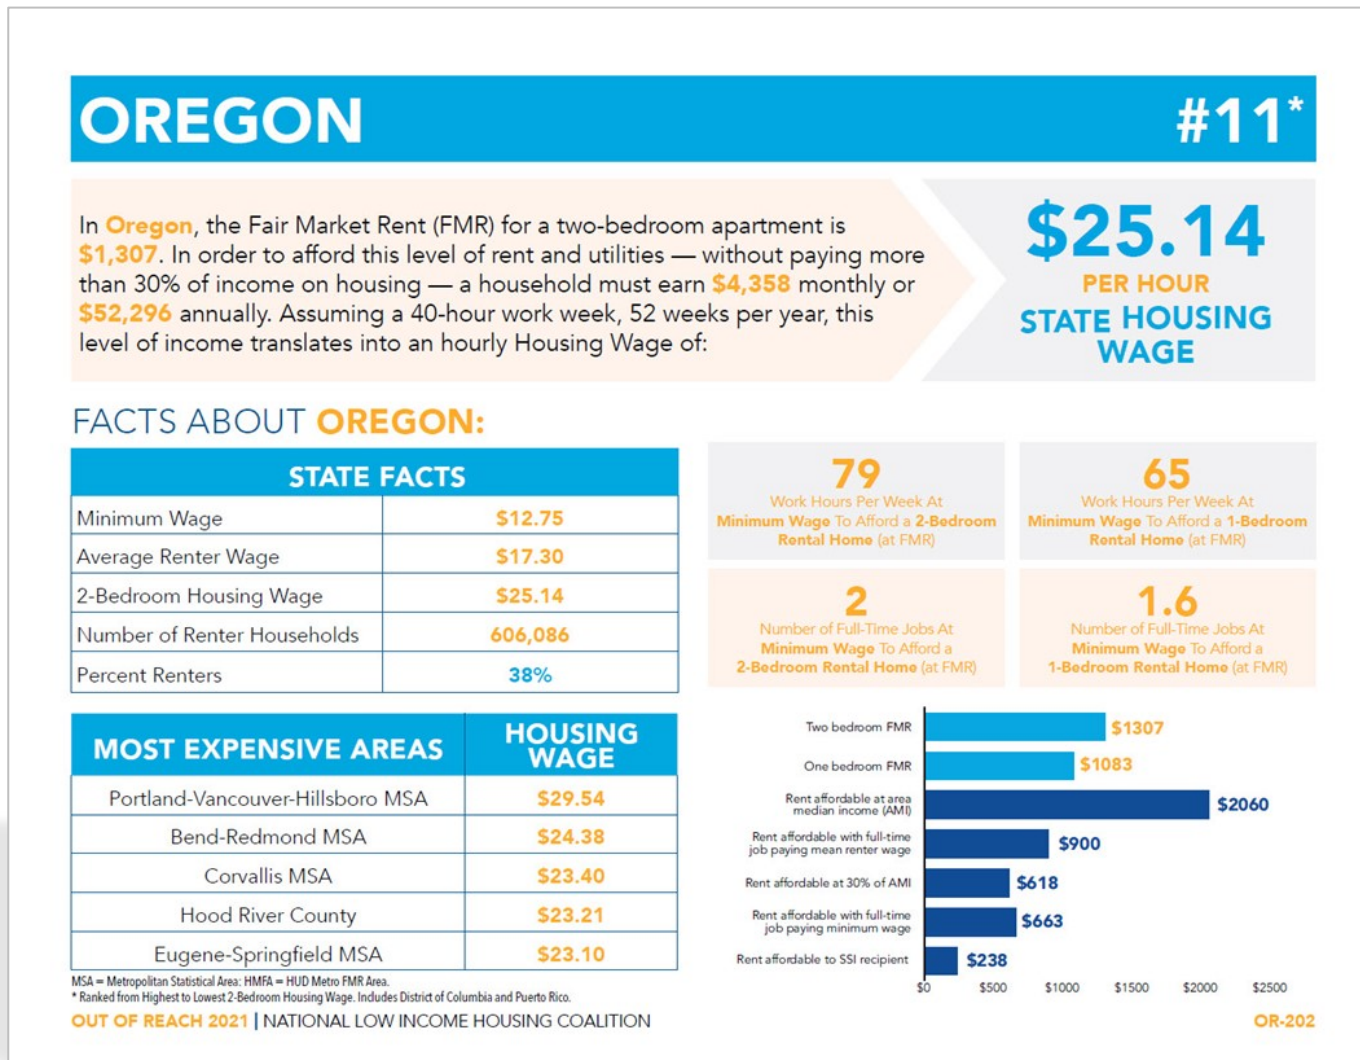 OREGON
#11*
In Oregon, the Fair Market Rent (FMR) for a two-bedroom apartment is
$1,307. In order to afford this level of rent and utilities — without paying more
than 30% of income on housing — a household must earn $4,358 monthly or
$52,296 annually. Assuming a 40-hour work week, 52 weeks per year, this
level of income translates into an hourly Housing Wage of:
$25.14
PER HOUR
STATE HOUSING
WAGE
FACTS ABOUT OREGON:
STATE FACTS
Minimum Wage $12.75
Average Renter Wage $17.30
2-Bedroom Housing Wage $25.14
Number of Renter Households 606,086
Percent Renters 38%
79
Work Hours Per Week At
Minimum Wage To Afford a 2-Bedroom
Rental Home (at FMR)
65
Work Hours Per Week At
Minimum Wage To Afford a 1-Bedroom
Rental Home (at FMR)
2
Number of Full-Time Jobs At
Minimum Wage To Afford a
2-Bedroom Rental Home (at FMR)
1.6
Number of Full-Time Jobs At
Minimum Wage To Afford a
1-Bedroom Rental Home (at FMR)
MOST EXPENSIVE AREAS
HOUSING
WAGE
Portland-Vancouver-Hillsboro MSA $29.54
Bend-Redmond MSA $24.38
Corvallis MSA $23.40
Hood River County $23.21
Eugene-Springfield MSA $23.10
Two bedroom FMR $1307
One bedroom FMR $1083
Rent affordable at area
median income (AMI) $2060
Rent affordable with full-time
job paying mean renter wage $900
Rent affordable at 30% of AMI $618
Rent affordable with full-time
job paying minimum wage $663
Rent affordable to SSI recipient $238
$0 $500 $1000 $1500 $2000 $2500
MSA = Metropolitan Statistical Area: HMFA = HUD Metro FMR Area.
* Ranked from Highest to Lowest 2-Bedroom Housing Wage. Includes District of Columbia and Puerto Rico.
OUT OF REACH 2021 | NATIONAL LOW INCOME HOUSING COALITION
OR-202